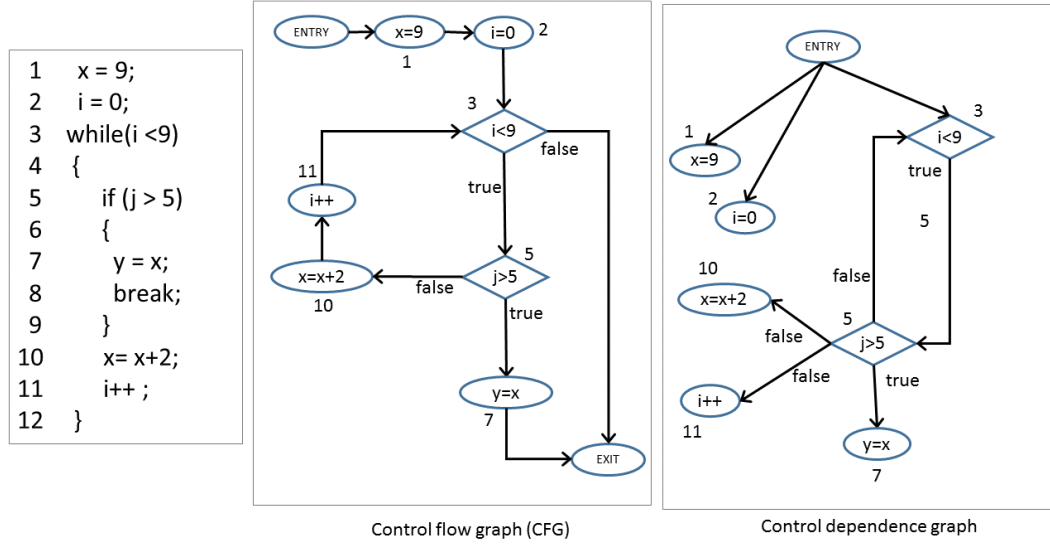 1 x = 9;
2 i = 0;
3 while(i <9)
4 {
5 if (j > 5)
6 {
7 y = x;
8 break;
9 }
10 x= x+2;
11 i++ ;
12 }
ENTRY
x=9
1
i=0
2
3
i<9
false
true
11
i++
5
j>5
x=x+2
10
false
true
y=x
7
EXIT
Control flow graph (CFG)
ENTRY
3
i<9
true
1
x=9
2
i=0
5
false
10
x=x+2
5
j>5
false
false
true
i++
11
y=x
7
Control dependence graph